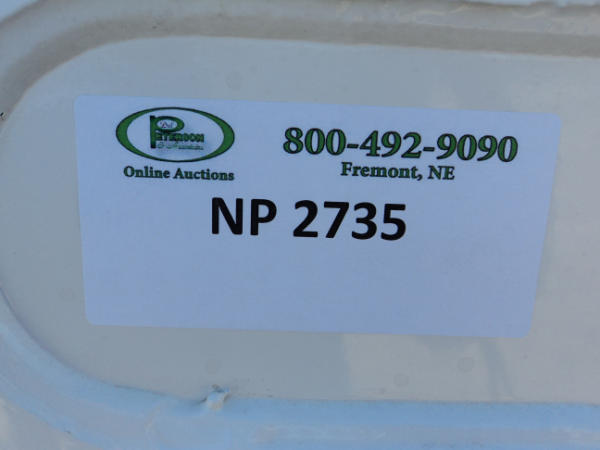 PETERSON
Online Auctions
800-492-9090
Fremont, NE
NP 2735